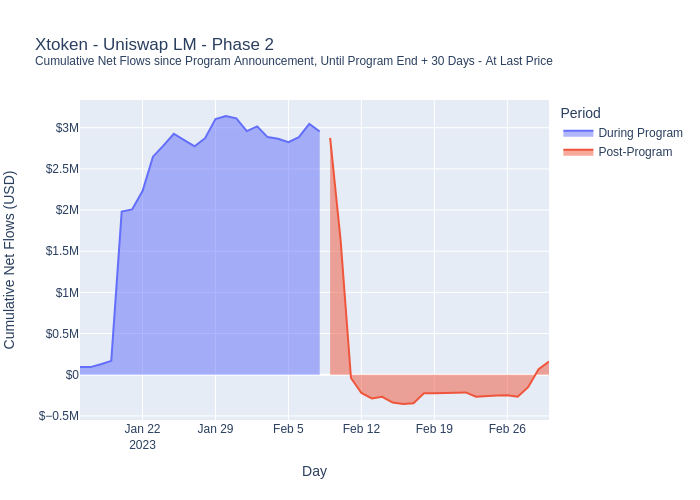 Xtoken - Uniswap LM - Phase 2
Cumulative Net Flows since Program Announcement, Until Program End + 30 Days - At Last Price
Period
During Program
Post-Program
Cumulative Net Flows (USD)
$3M
$2.5M
$2M
$1.5M
$1M
$0.5M
$0
$−0.5M
Jan 22
2023
Jan 29
Feb 5
Feb 12
Feb 19
Feb 26
Day